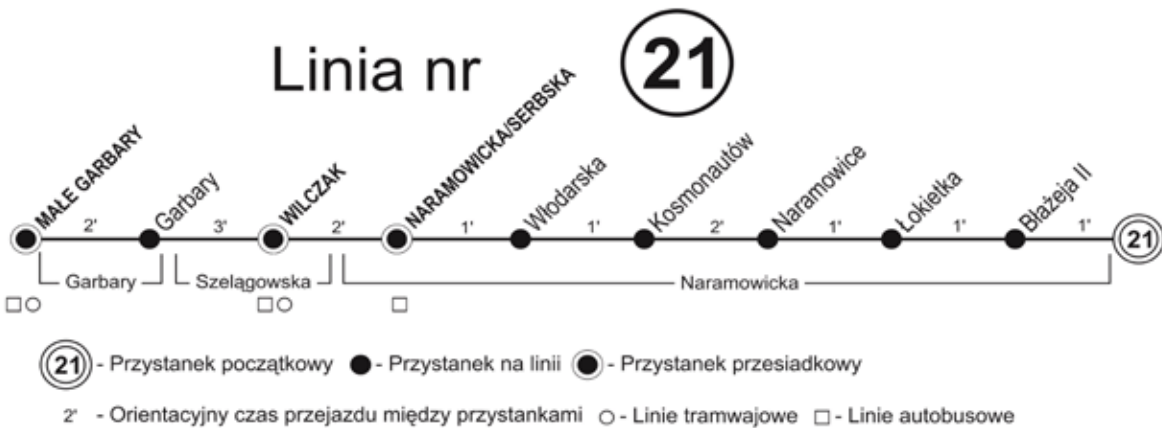 Linia nr 21
MAŁE GARBARY
Garbary
WILCZAK
NARAMOWICKA/SERBSKA
Włodarska
Kosmonautów
Naramowice
Łokietka
Błażeja II
2' 3' 2' 1' 1' 2' 1' 1' 1' 21
Garbary Szelągowska Naramowicka
21 - Przystanek początkowy - Przystanek na linii - Przystanek przesiadkowy
2' - Orientacyjny czas przejazdu między przystankami - Linie tramwajowe - Linie autobusowe